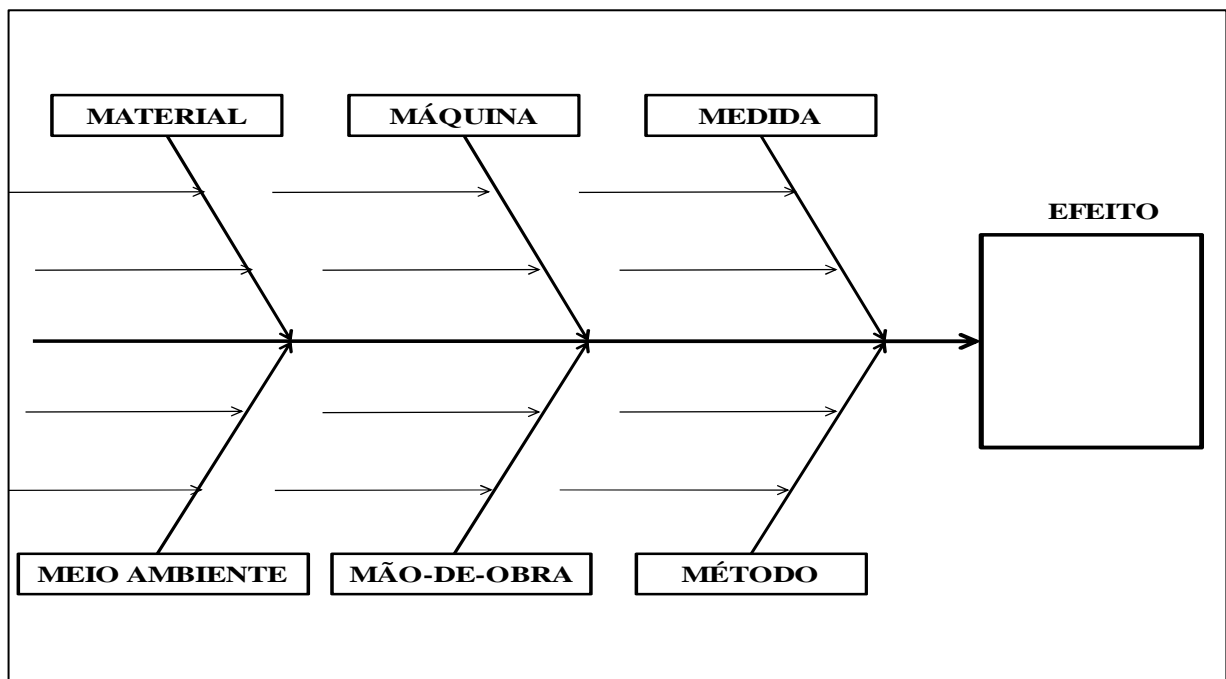 MATERIAL
MÁQUINA
MEDIDA
EFEITO
MEIO AMBIENTE
MÃO-DE-OBRA
MÉTODO